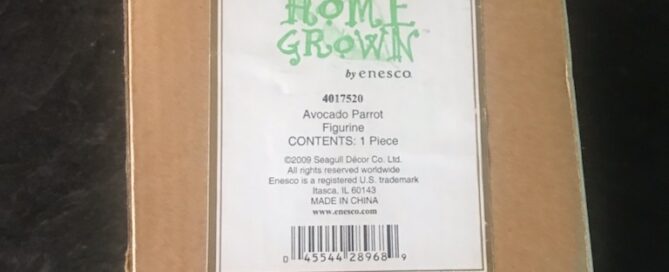 HOME
GROWN
by enesco.
4017520
Avocado Parrot
Figurine
CONTENTS: 1 Piece
©2009 Seagull Décor Co. Ltd.
All rights reserved worldwide
Enesco is a registered U.S. trademark
Itasca, IL 60143
MADE IN CHINA
www.enesco.com
0 45544 28968 9